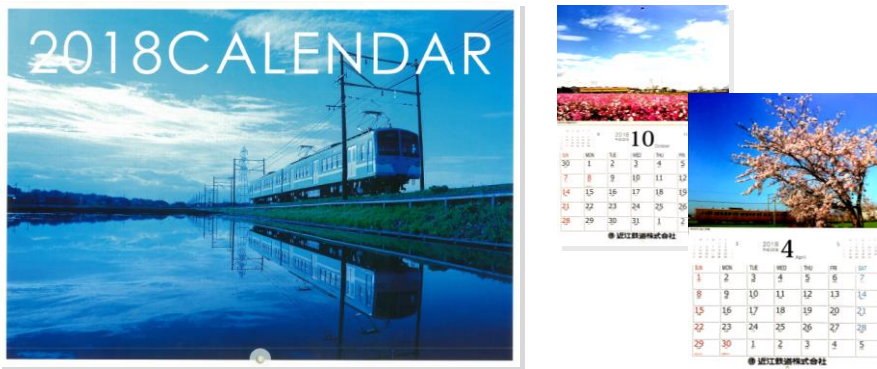 2018CALENDAR
2018 10 October
SUN MON TUE WED THU FRI
30 1 2 3 4 5
7 8 9 10 11 12
14 15 16 17 18 19
21 22 23 24 25 26
28 29 30 31 1 2
近江鉄道株式会社
2018 4 April
SUN MON TUE WED THU FRI SAT
1 2 3 4 5 6 7
8 9 10 11 12 13 14
15 16 17 18 19 20 21
22 23 24 25 26 27 28
29 30 1 2 3 4 5
近江鉄道株式会社